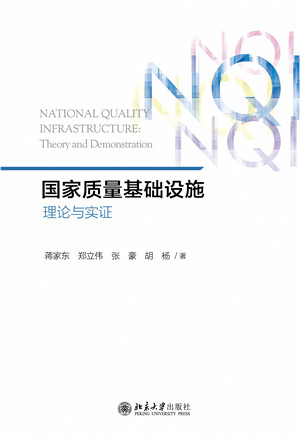 NQI
NQI
NQI
NATIONAL QUALITY
INFRASTRUCTURE:
Theory and Demonstration
国家质量基础设施
理论与实证
蒋家东 郑立伟 张豪 胡杨/著
北京大学出版社
PEKING UNIVERSITY PRESS